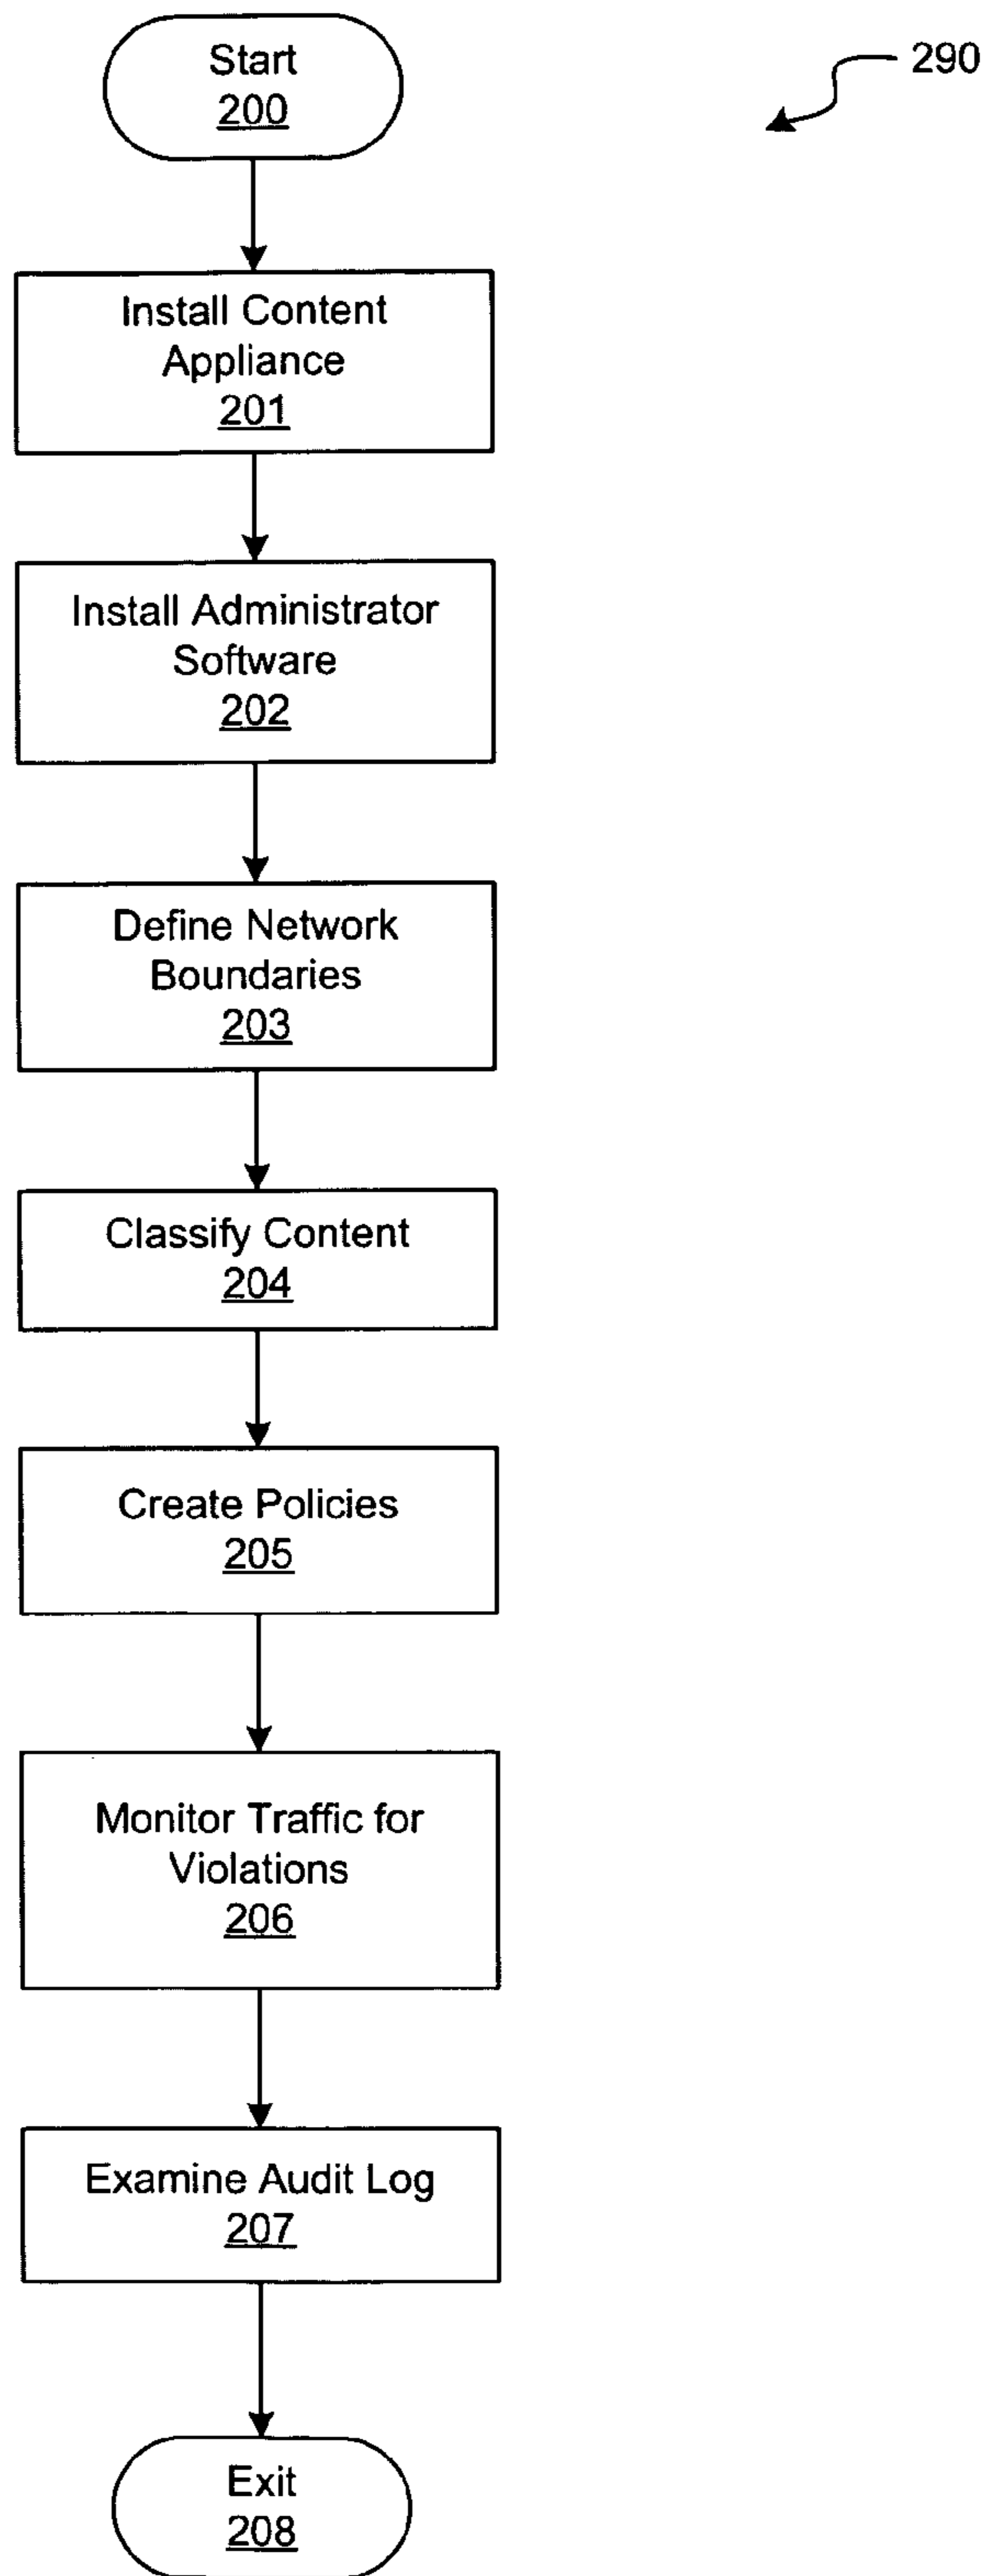 Start
200
290
Install Content
Appliance
201
Install Administrator
Software
202
Define Network
Boundaries
203
Classify Content
204
Create Policies
205
Monitor Traffic for
Violations
206
Examine Audit Log
207
Exit
208